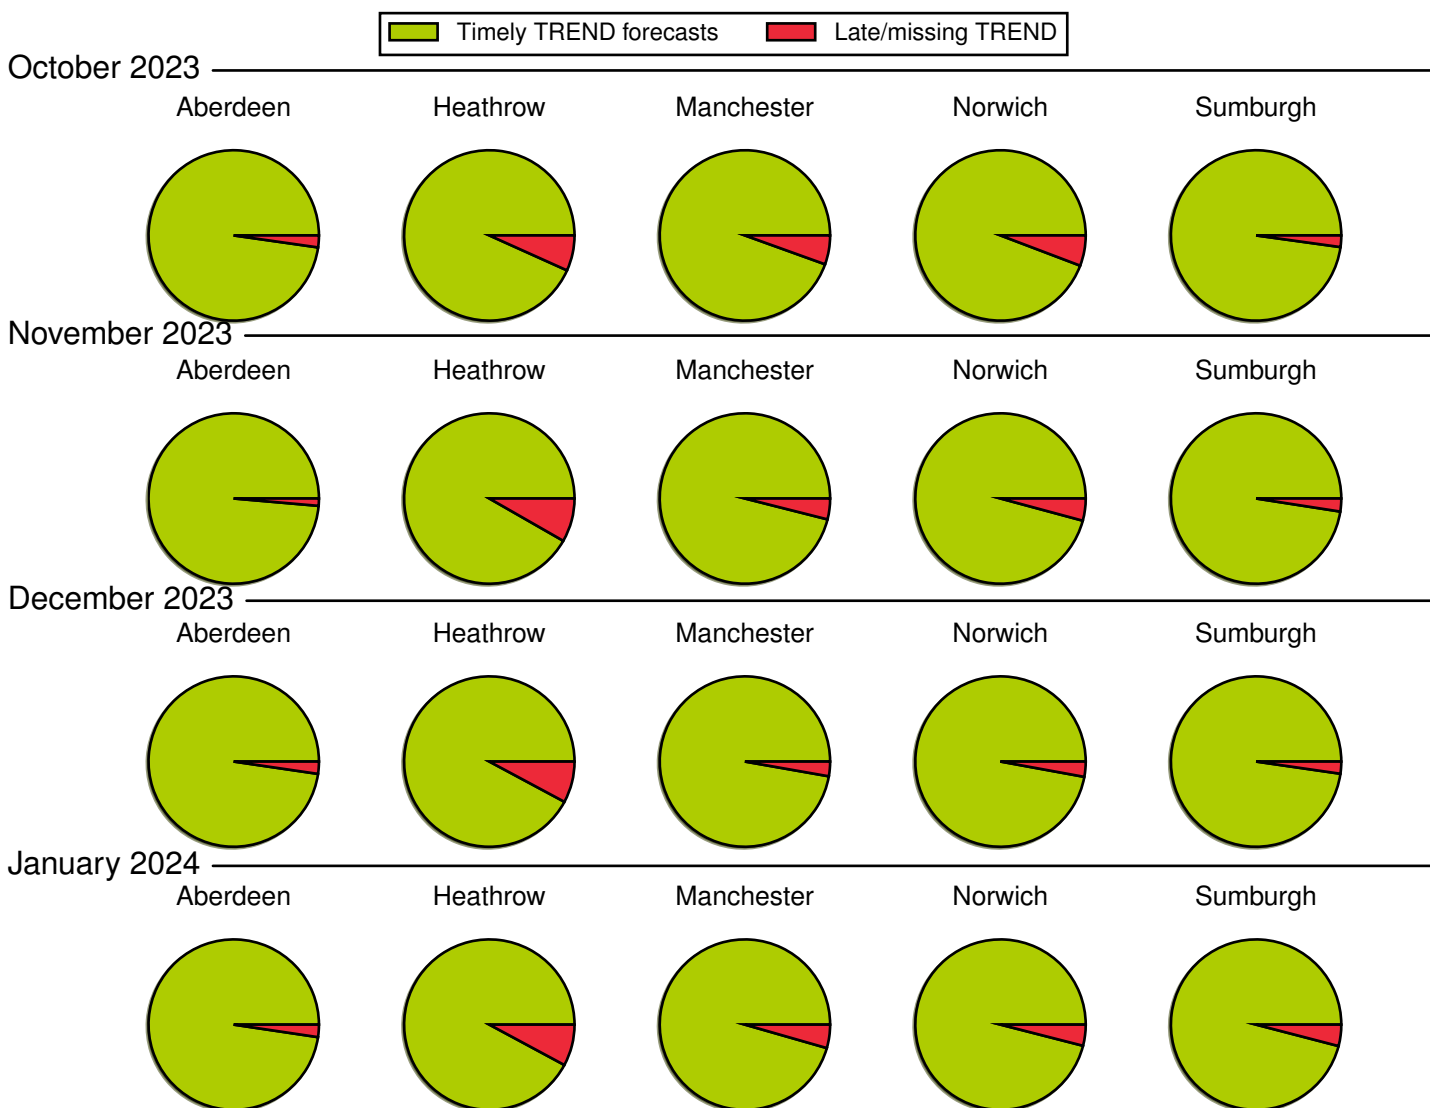 Timely TREND forecasts Late/missing TREND
October 2023
Aberdeen Heathrow Manchester Norwich Sumburgh
November 2023
Aberdeen Heathrow Manchester Norwich Sumburgh
December 2023
Aberdeen Heathrow Manchester Norwich Sumburgh
January 2024
Aberdeen Heathrow Manchester Norwich Sumburgh